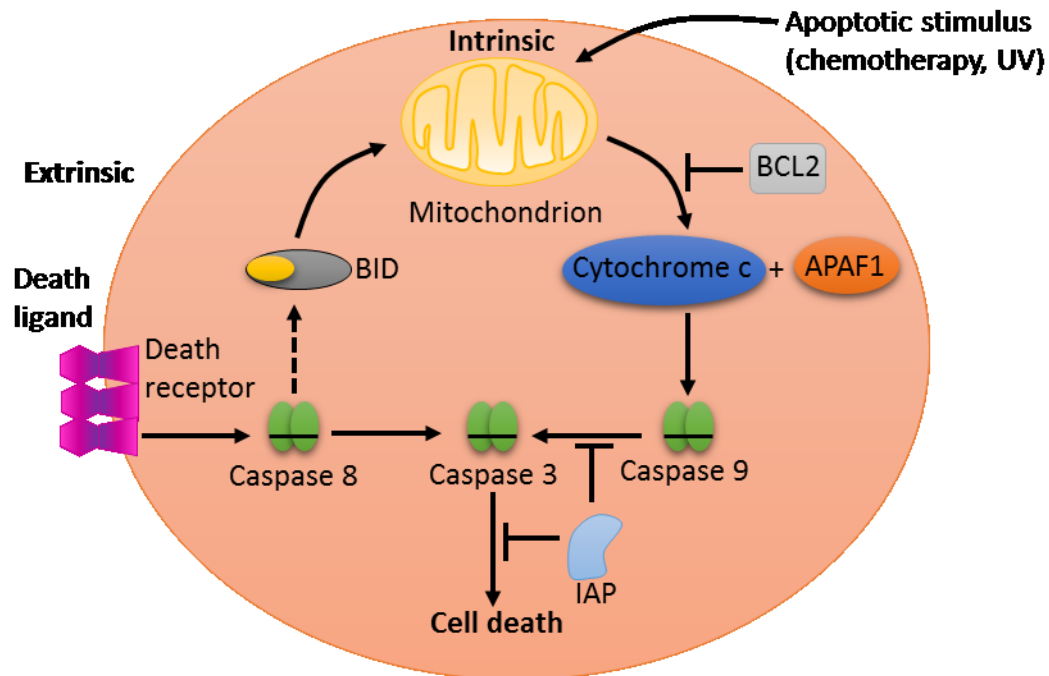 Apoptotic stimulus
(chemotherapy, UV)
Intrinsic
BCL2
Extrinsic
Mitochondrion
BID
Cytochrome c + APAF1
Death
ligand
Death
receptor
Caspase 8
Caspase 3
Caspase 9
IAP
Cell death